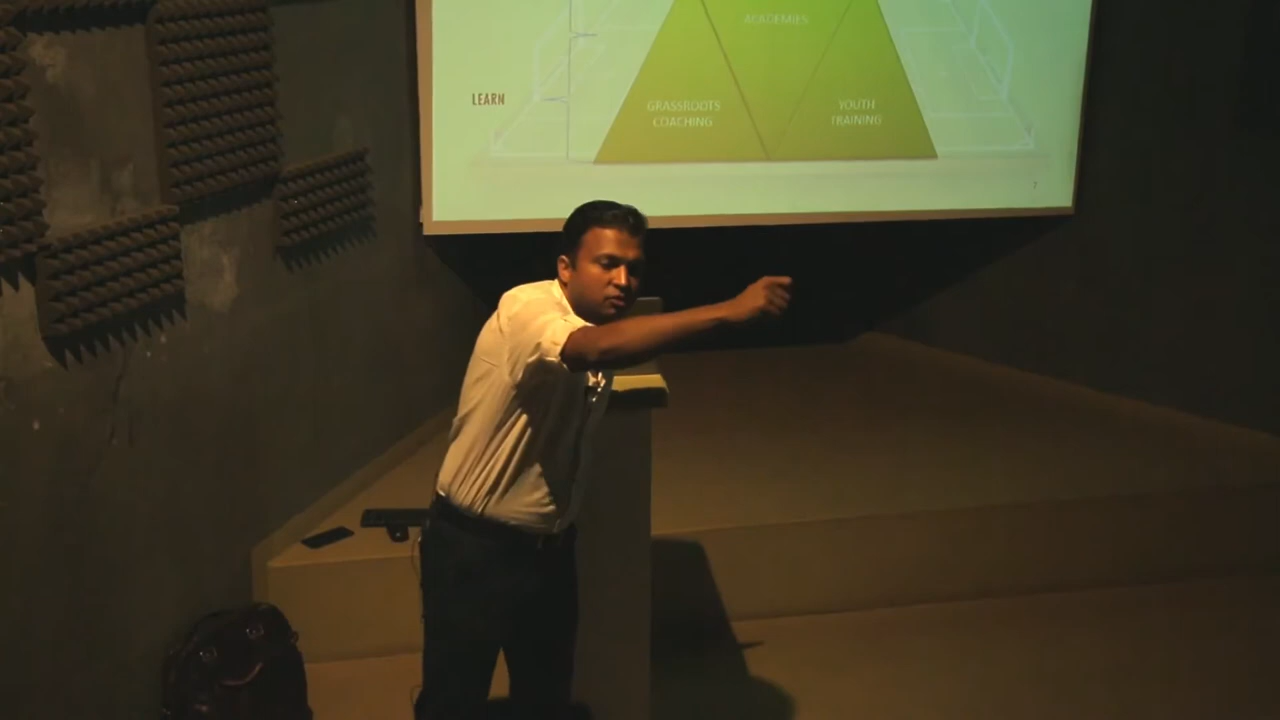 ACADEMIES
LEARN
GRASSROOTS
COACHING
YOUTH
TRAINING